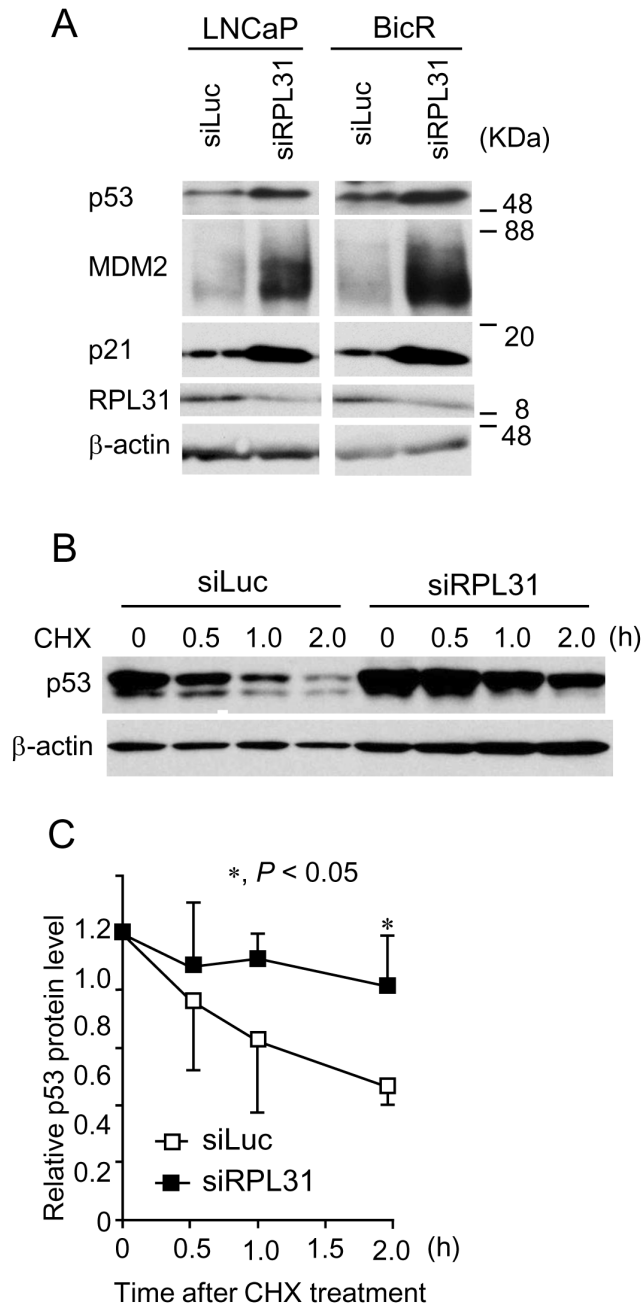 A
LNCaP BicR
siLuc siRPL31 siLuc siRPL31 (KDa)
p53
48
88
MDM2
20
p21
RPL31
8
48
β-actin
B
siLuc siRPL31
CHX 0 0.5 1.0 2.0 0 0.5 1.0 2.0 (h)
p53
β-actin
C
*, P < 0.05
*
Relative p53 protein level
1.2
1.0
0.8
0.6
0.4
0.2
0
siLuc
siRPL31
0 0.5 1.0 1.5 2.0 (h)
Time after CHX treatment